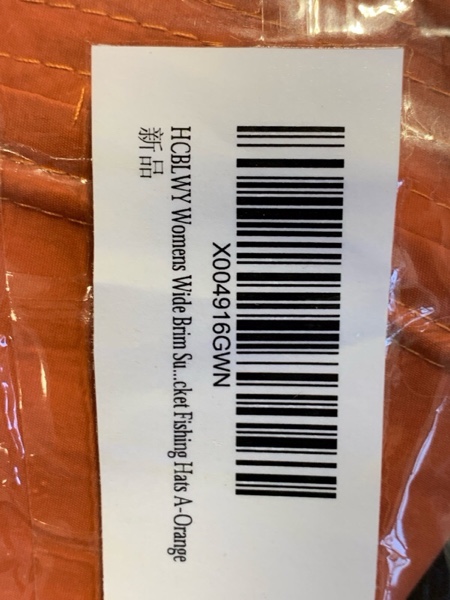 X004916GWN
HCBLWY Womens Wide Brim Su...cket Fishing Hats A-Orange
新品